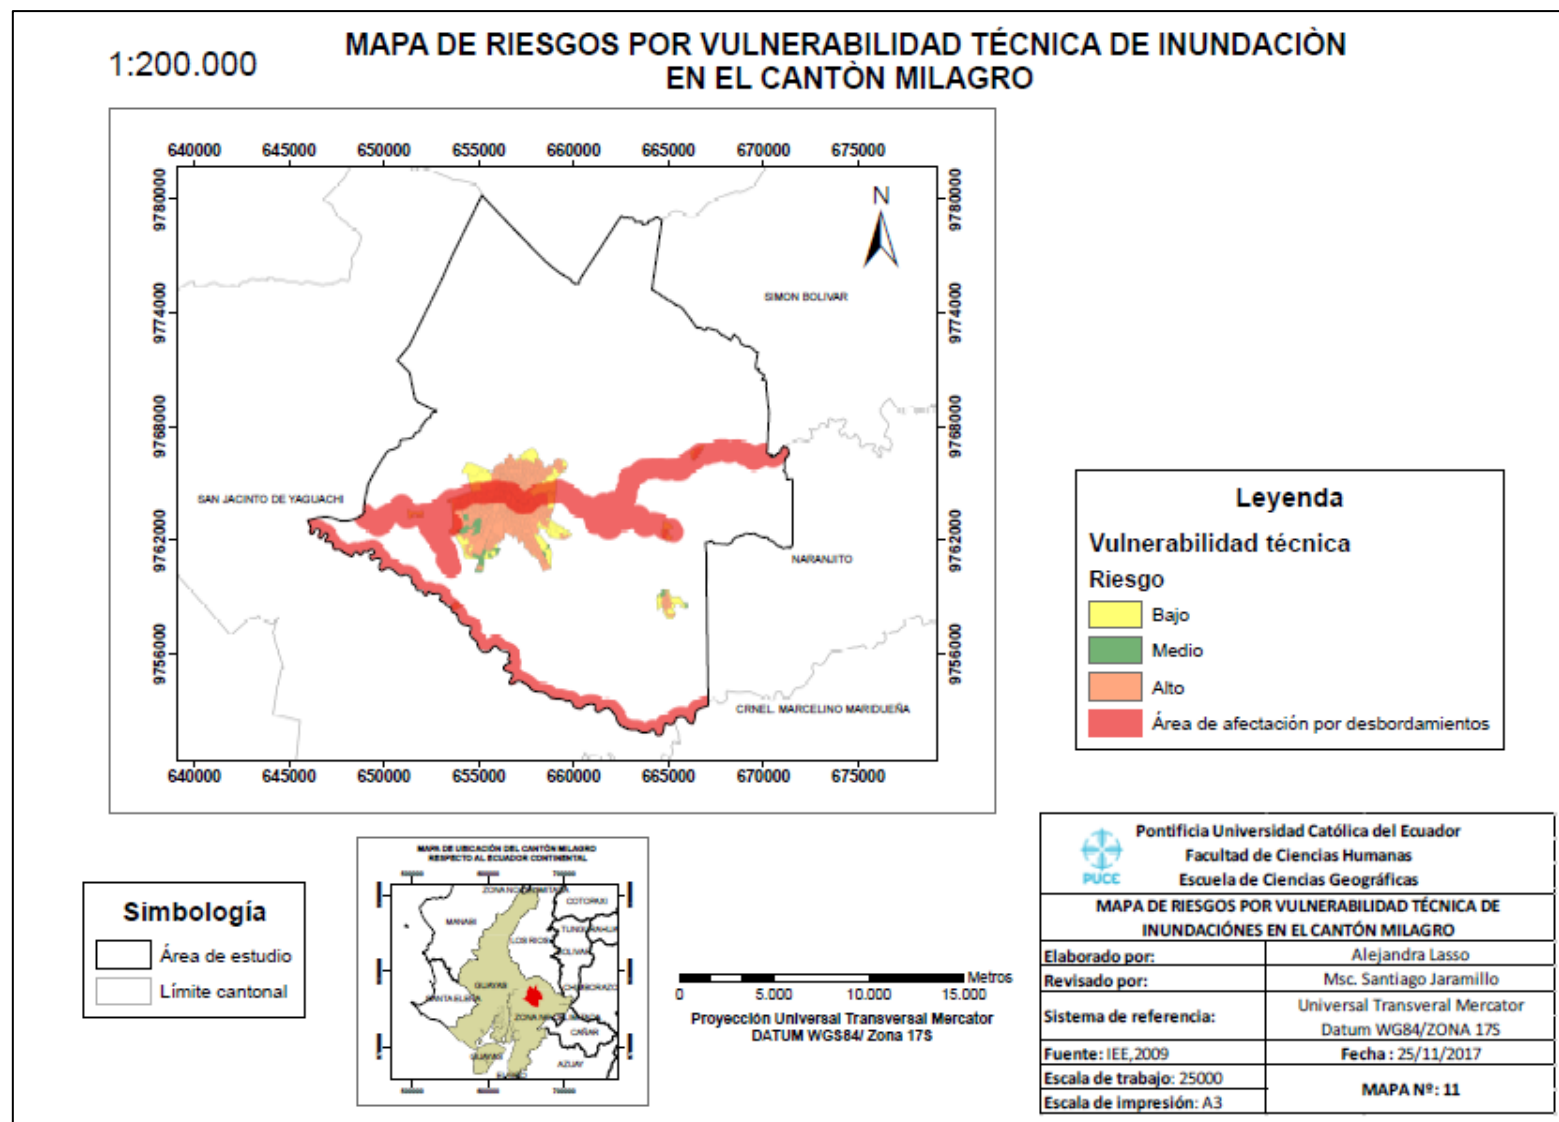 1:200.000
MAPA DE RIESGOS POR VULNERABILIDAD TÉCNICA DE INUNDACIÒN
EN EL CANTÒN MILAGRO
640000 645000 650000 655000 660000 665000 670000 675000
9780000
9774000
9768000
9762000
9756000
N
SIMON BOLIVAR
SAN JACINTO DE YAGUACHI
NARANJITO
CRNEL. MARCELINO MARIDUEÑA
9780000
9774000
9768000
9762000
9756000
640000 645000 650000 655000 660000 665000 670000 675000
Leyenda
Vulnerabilidad técnica
Riesgo
Bajo
Medio
Alto
Área de afectación por desbordamientos
Simbología
Área de estudio
Límite cantonal
MAPA DE UBICACIÓN DEL CANTÓN MILAGRO
RESPECTO AL ECUADOR CONTINENTAL
COTOPAXI
MANABI
LOS RIOS
GUAYAS
SANTA ELENA
CAÑAR
GUAYAS
AZUAY
Metros
0 5.000 10.000 15.000
Proyección Universal Transversal Mercator
DATUM WGS84/ Zona 17S
PUCE
Pontificia Universidad Católica del Ecuador
Facultad de Ciencias Humanas
Escuela de Ciencias Geográficas
MAPA DE RIESGOS POR VULNERABILIDAD TÉCNICA DE
INUNDACIÓNES EN EL CANTÓN MILAGRO
Elaborado por: Alejandra Lasso
Revisado por: Msc. Santiago Jaramillo
Sistema de referencia: Universal Transveral Mercator
Datum WG84/ZONA 17S
Fuente: IEE,2009 Fecha : 25/11/2017
Escala de trabajo: 25000
MAPA Nº: 11
Escala de impresión: A3